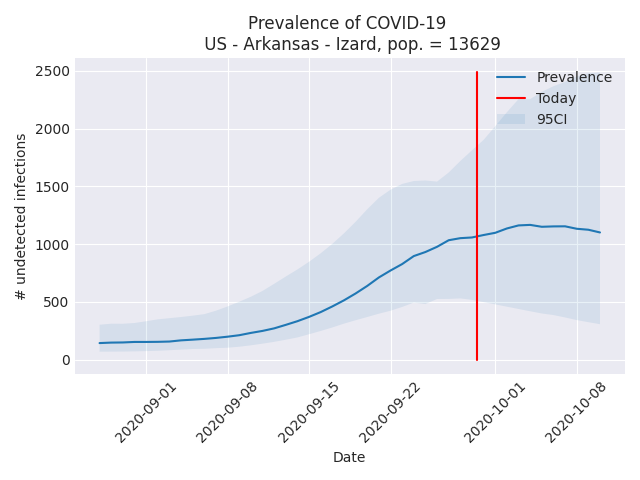 Prevalence of COVID-19
US - Arkansas - Izard, pop. = 13629
2500
2000
1500
1000
500
0
# undetected infections
Prevalence
Today
95CI
2020-09-01
2020-09-08
2020-09-15
2020-09-22
2020-10-01
2020-10-08
Date